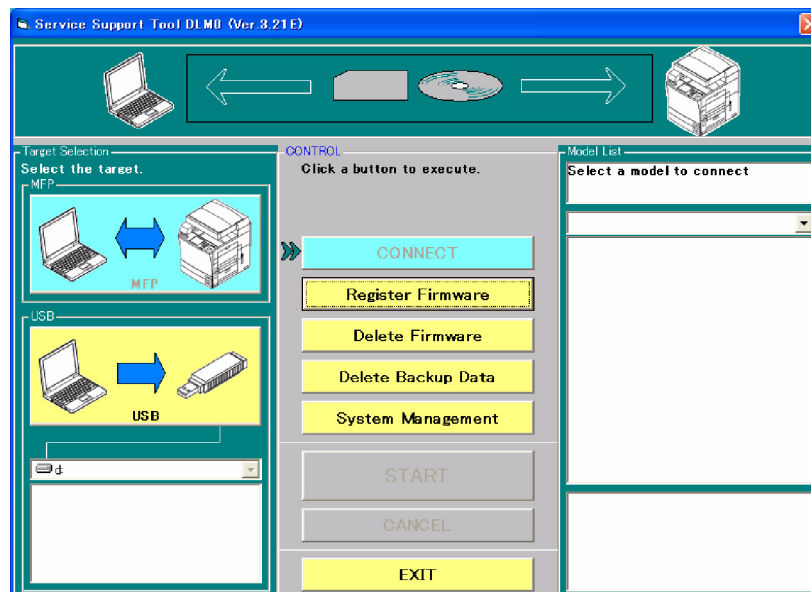 Service Support Tool DLM0 (Ver.3.21E)
Target Selection
Select the target.
MFP
MFP
USB
USB
d:
CONTROL
Click a button to execute.
CONNECT
Register Firmware
Delete Firmware
Delete Backup Data
System Management
START
CANCEL
EXIT
Model List
Select a model to connect